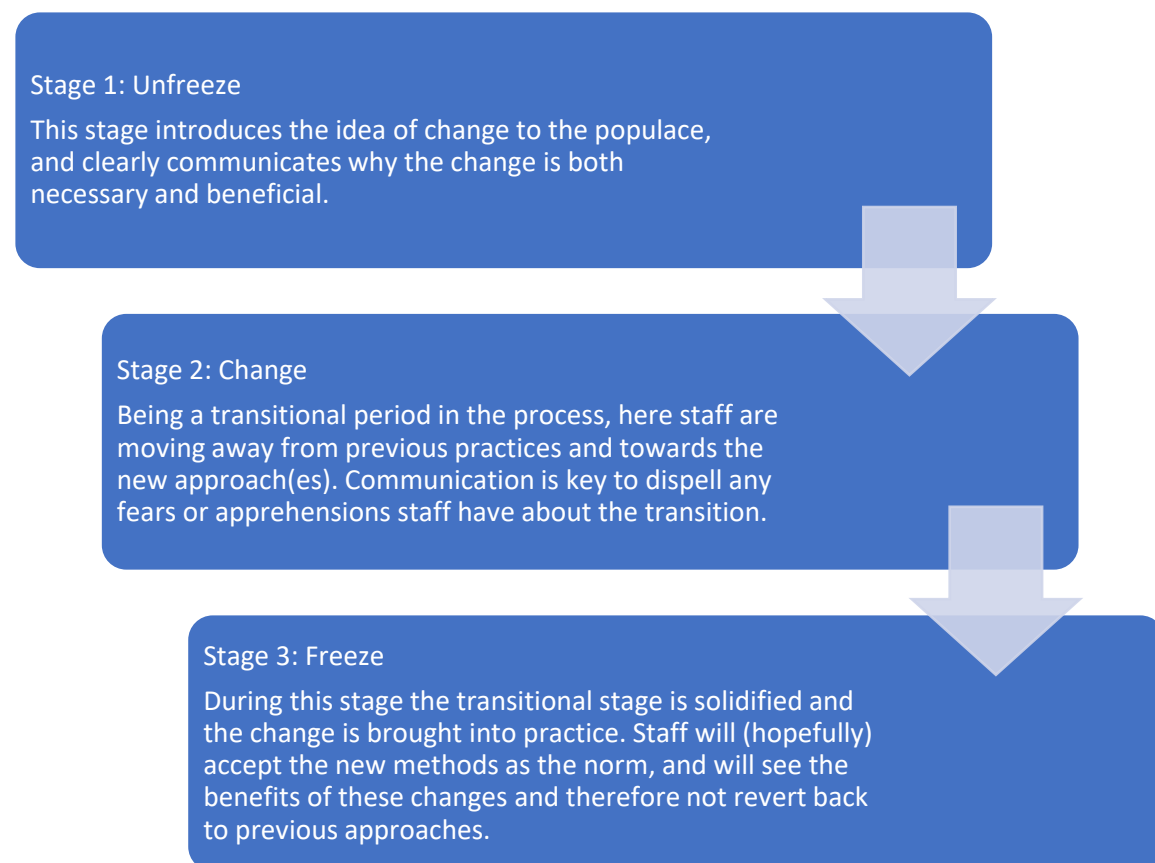 Stage 1: Unfreeze
This stage introduces the idea of change to the populace,
and clearly communicates why the change is both
necessary and beneficial.
Stage 2: Change
Being a transitional period in the process, here staff are
moving away from previous practices and towards the
new approach(es). Communication is key to dispell any
fears or apprehensions staff have about the transition.
Stage 3: Freeze
During this stage the transitional stage is solidified and
the change is brought into practice. Staff will (hopefully)
accept the new methods as the norm, and will see the
benefits of these changes and therefore not revert back
to previous approaches.